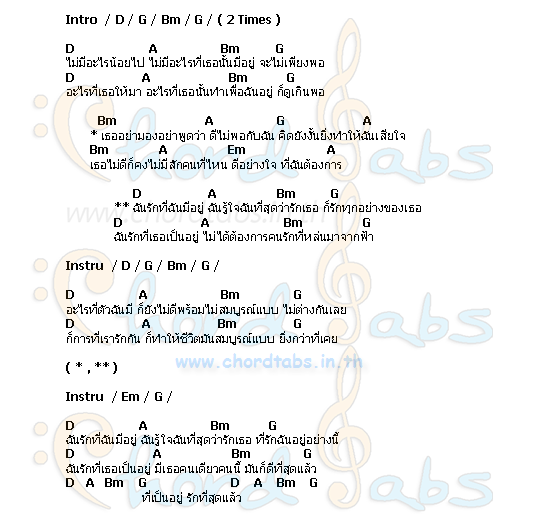 Intro / D / G / Bm / G / ( 2 Times )
D A Bm G
ไม่มีอะไรน้อยไป ไม่มีอะไรที่เธอนั้นมีอยู่ จะไม่เพียงพอ
D A Bm G
อะไรที่เธอให้มา อะไรที่เธอนั้นทำเพื่อฉันอยู่ ก็ดูเกินพอ
Bm A G A
* เธออย่ามองอย่าพูดว่า ดีไม่พอกับฉัน คิดยังงั้นยิ่งทำให้ฉันเสียใจ
Bm A Em A
เธอไม่ดีก็คงไม่มีสักคนที่ไหน ดีอย่างใจ ที่ฉันต้องการ
D A Bm G
** ฉันรักที่ฉันมีอยู่ ฉันรู้ใจฉันที่สุดว่ารักเธอ ก็รักทุกอย่างของเธอ
D A Bm G
ฉันรักที่เธอเป็นอยู่ ไม่ได้ต้องการคนรักที่หล่นมาจากฟ้า
Instru / D / G / Bm / G /
D A Bm G
อะไรที่ตัวฉันมี ก็ยังไม่ดีพร้อมไม่สมบูรณ์แบบ ไม่ต่างกันเลย
D A Bm G
ก็การที่เรารักกัน ก็ทำให้ชีวิตมันสมบูรณ์แบบ ยิ่งกว่าที่เคย
www.chordtabs.in.th
( * , ** )
Instru / Em / G /
D A Bm G
ฉันรักที่ฉันมีอยู่ ฉันรู้ใจฉันที่สุดว่ารักเธอ ที่รักฉันอยู่อย่างนี้
D A Bm G
ฉันรักที่เธอเป็นอยู่ มีเธอคนเดียวคนนี้ มันก็ดีที่สุดแล้ว
D A Bm G D A Bm G
ที่เป็นอยู่ รักที่สุดแล้ว